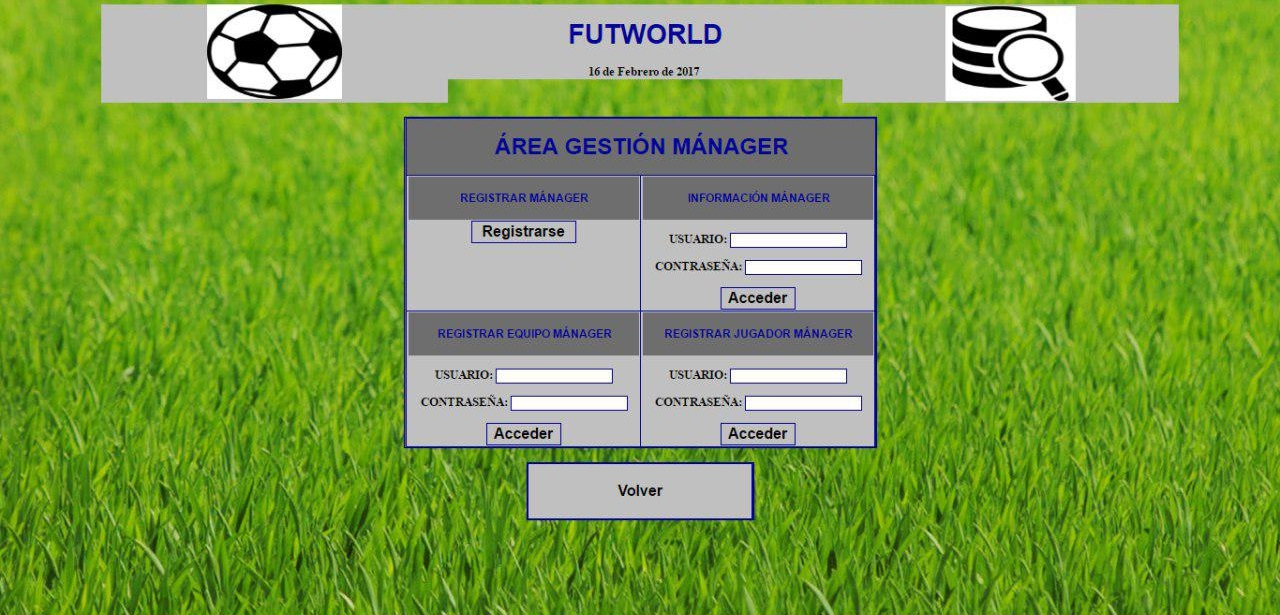 FUTWORLD
16 de Febrero de 2017
ÁREA GESTIÓN MÁNAGER
REGISTRAR MÁNAGER
Registrarse
INFORMACIÓN MÁNAGER
USUARIO:
CONTRASEÑA:
Acceder
REGISTRAR EQUIPO MÁNAGER
USUARIO:
CONTRASEÑA:
Acceder
REGISTRAR JUGADOR MÁNAGER
USUARIO:
CONTRASEÑA:
Acceder
Volver